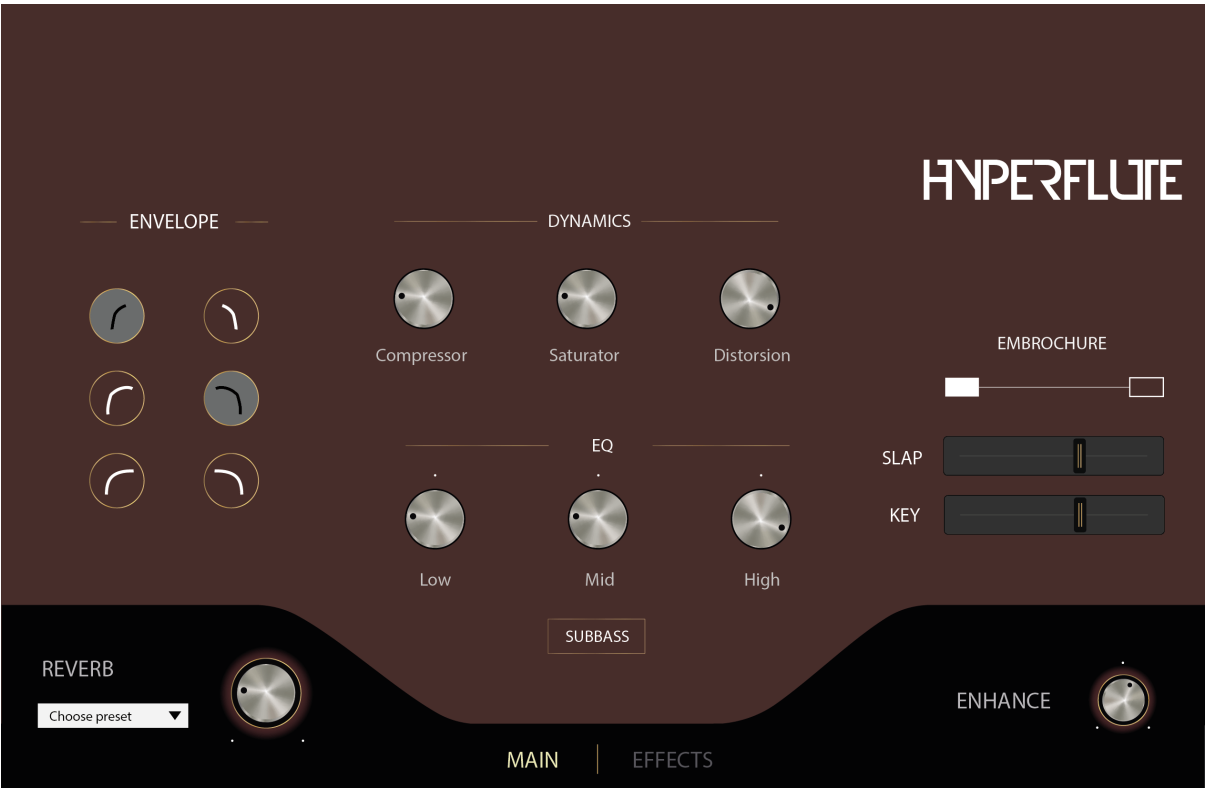 HYPERFLUTE
ENVELOPE
DYNAMICS
Compressor
Saturator
Distorsion
EMBROCHURE
EQ
SLAP
KEY
Low
Mid
High
SUBBASS
REVERB
Choose preset
ENHANCE
MAIN
EFFECTS